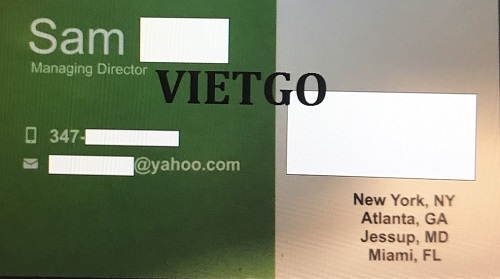 Sam
Managing Director
VIETGO
347-
@yahoo.com
New York, NY
Atlanta, GA
Jessup, MD
Miami, FL